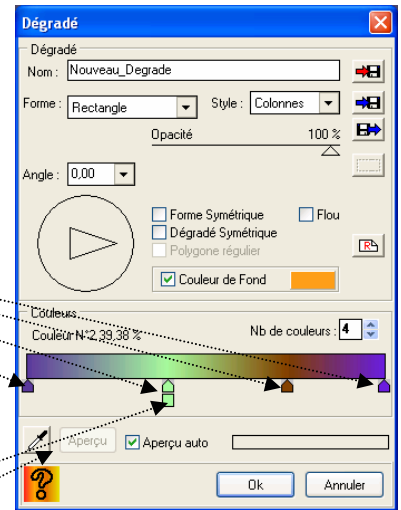 Dégradé
Dégradé
Nom : Nouveau_Degrade
Forme : Rectangle Style : Colonnes
Opacité 100 %
Angle : 0,00
Forme Symétrique Flou
Dégradé Symétrique
Polygone régulier
R
Couleur de Fond
Couleurs
Couleur N°2,39,38 % Nb de couleurs : 4
Aperçu Aperçu auto
? Ok Annuler